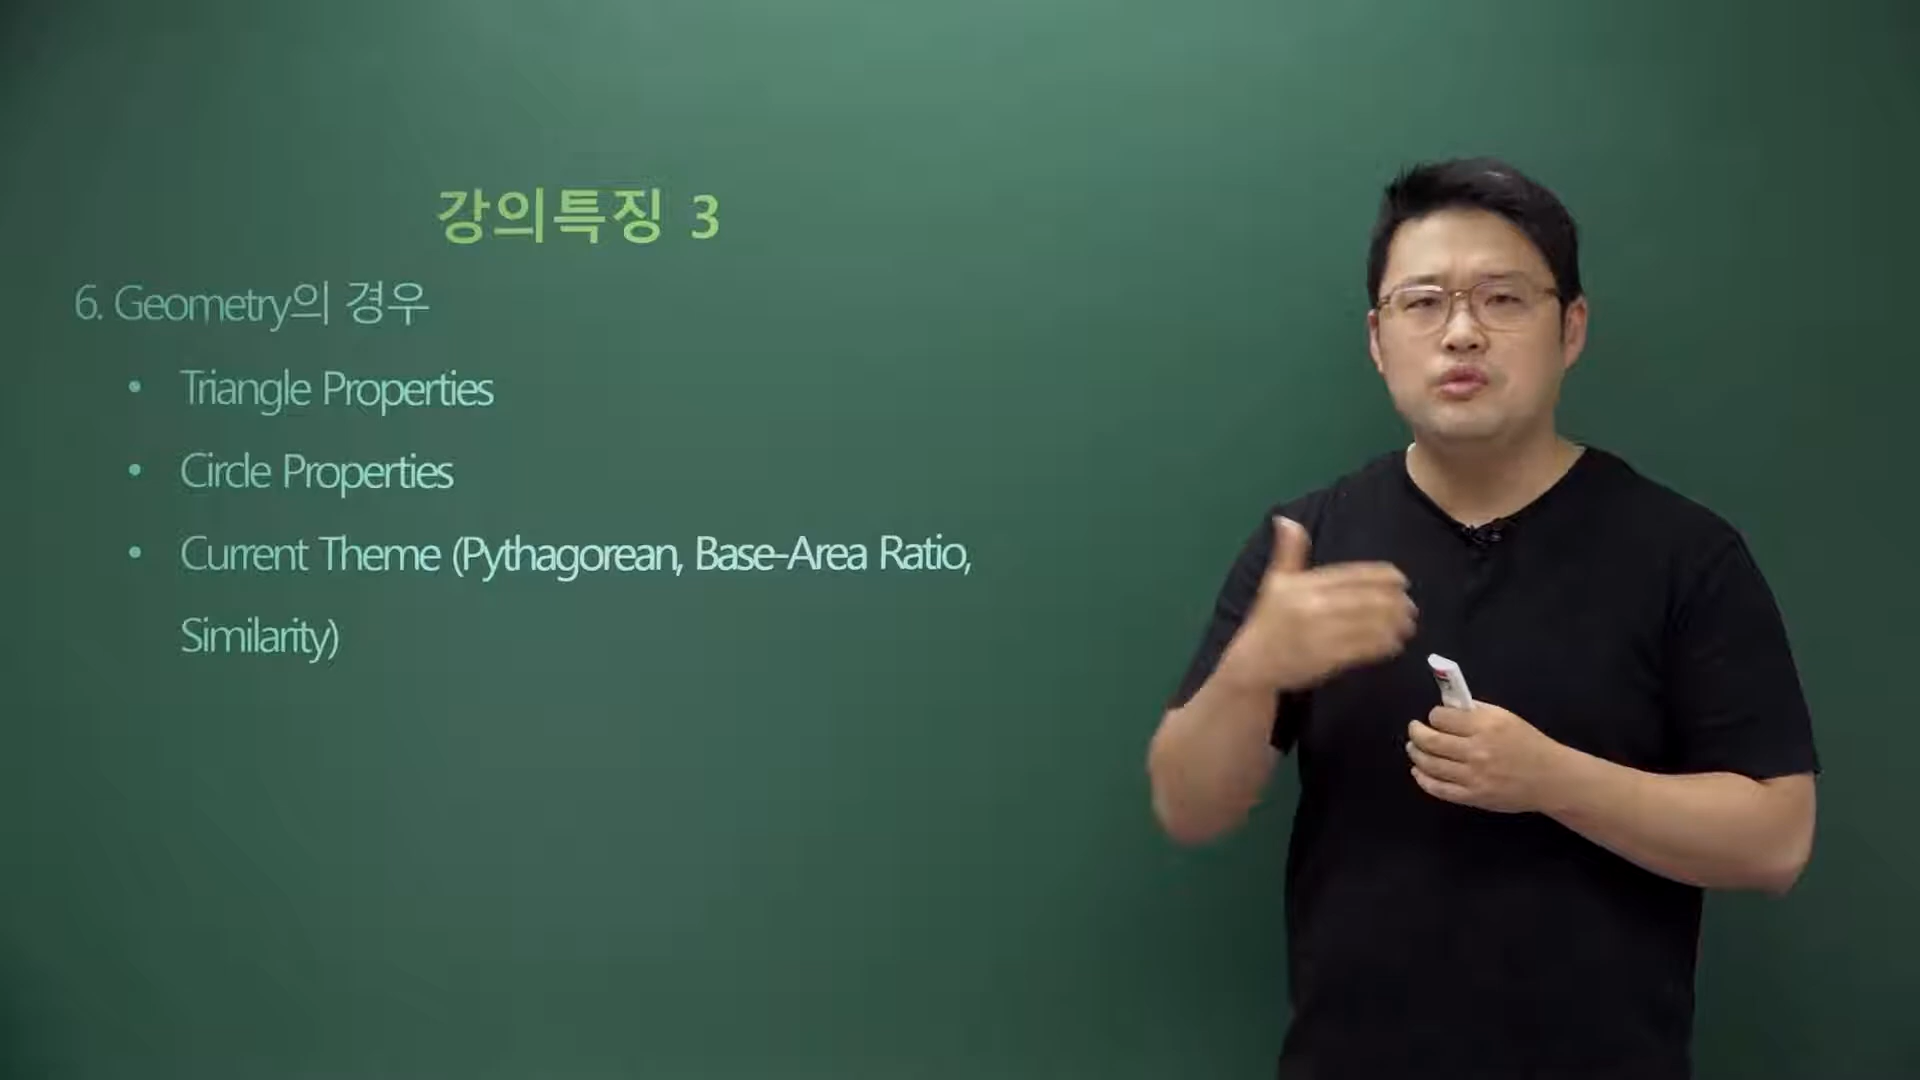 강의특징 3
6. Geometry의 경우
• Triangle Properties
• Circle Properties
• Current Theme (Pythagorean, Base-Area Ratio,
Similarity)